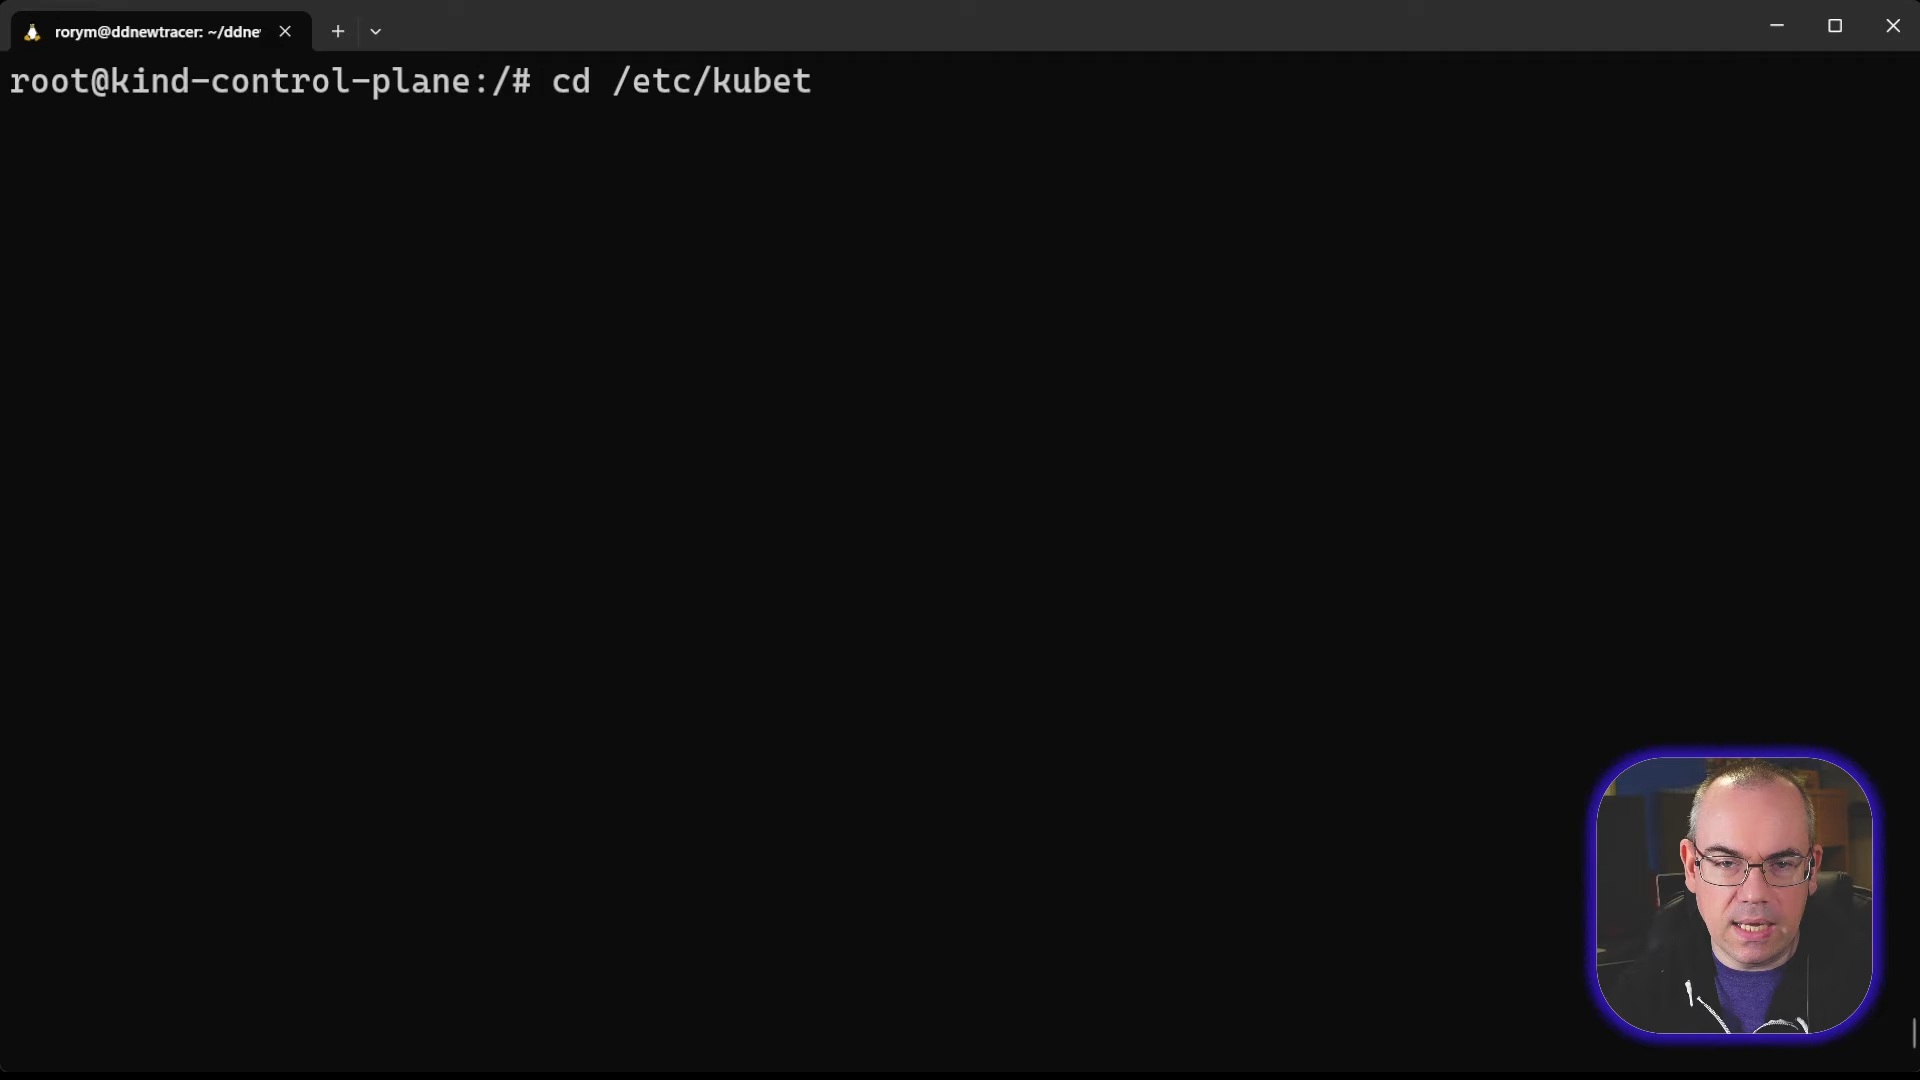 rorym@ddnewtracer: ~/ddne
root@kind-control-plane:/# cd /etc/kubet